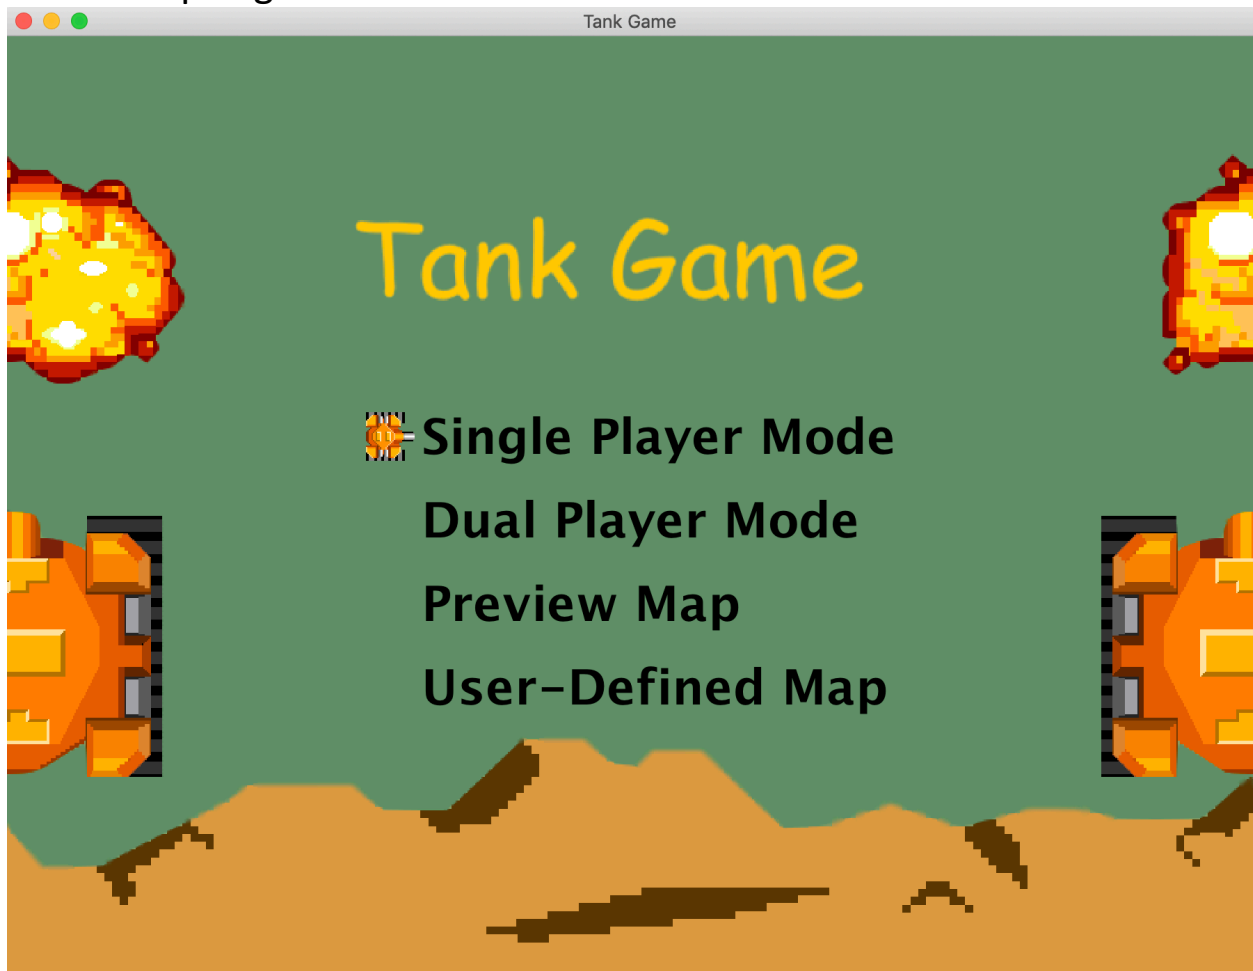 Tank Game
Tank Game
Single Player Mode
Dual Player Mode
Preview Map
User-Defined Map